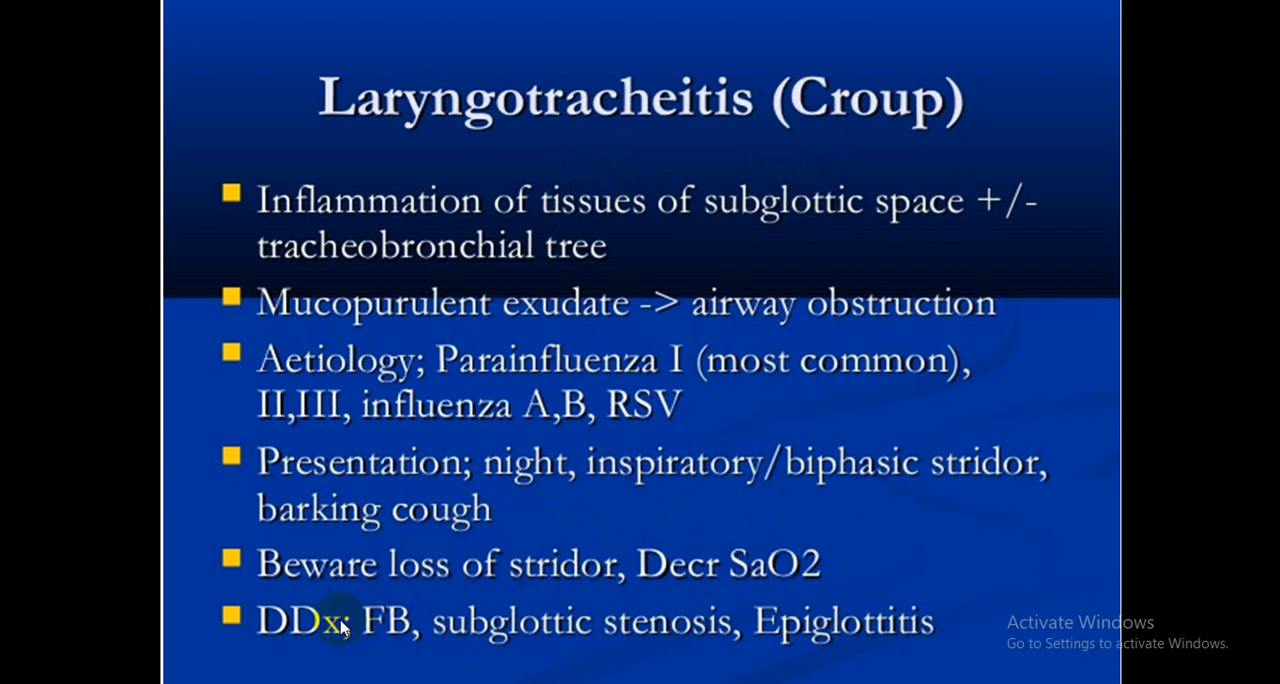 Laryngotracheitis (Croup)
Inflammation of tissues of subglottic space +/-
tracheobronchial tree
Mucopurulent exudate -> airway obstruction
Aetiology; Parainfluenza I (most common),
II,III, influenza A,B, RSV
Presentation; night, inspiratory/biphasic stridor,
barking cough
Beware loss of stridor, Decr SaO2
DDx; FB, subglottic stenosis, Epiglottitis
Activate Windows
Go to Settings to activate Windows.